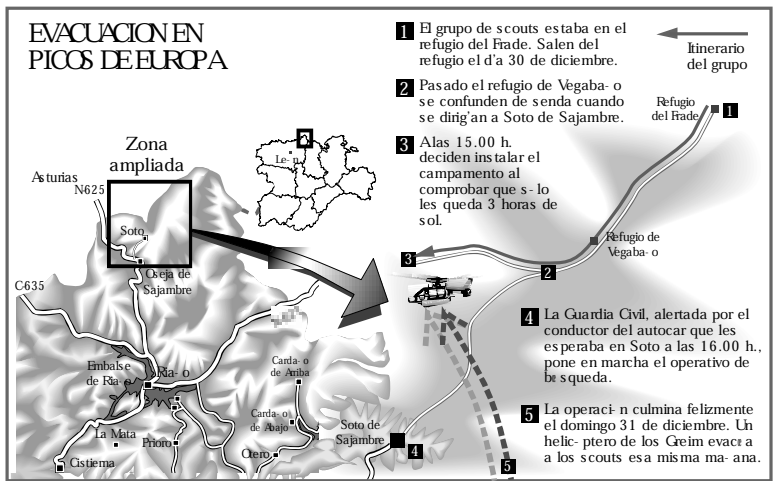 EVACUACION EN
PICOS DE EUROPA
1 El grupo de scouts estaba en el
refugio del Frade. Salen del
refugio el d'a 30 de diciembre.
2 Pasado el refugio de Vegaba-o
se confunden de senda cuando
se dirig'an a Soto de Sajambre.
3 A las 15.00 h.
deciden instalar el
campamento al
comprobar que s-lo
les queda 3 horas de
sol.
Itinerario
del grupo
Refugio
del Frade
1
Refugio de
Vegaba-o
2
3
4 La Guardia Civil, alertada por el
conductor del autocar que les
esperaba en Soto a las 16.00 h.,
pone en marcha el operativo de
bœsqueda.
5 La operaci-n culmina felizmente
el domingo 31 de diciembre. Un
helic-ptero de los Greim evacœa
a los scouts esa misma ma-ana.
Soto de
Sajambre
4
5
Zona
ampliada
Le-n
Asturias
N625
Soto
Oseja de
Sajambre
C635
Embalse
de Ria-o
Ria-o
Carda-o
de Arriba
Carda-o
de Abajo
La Mata
Prioro
Otero
Cistierna